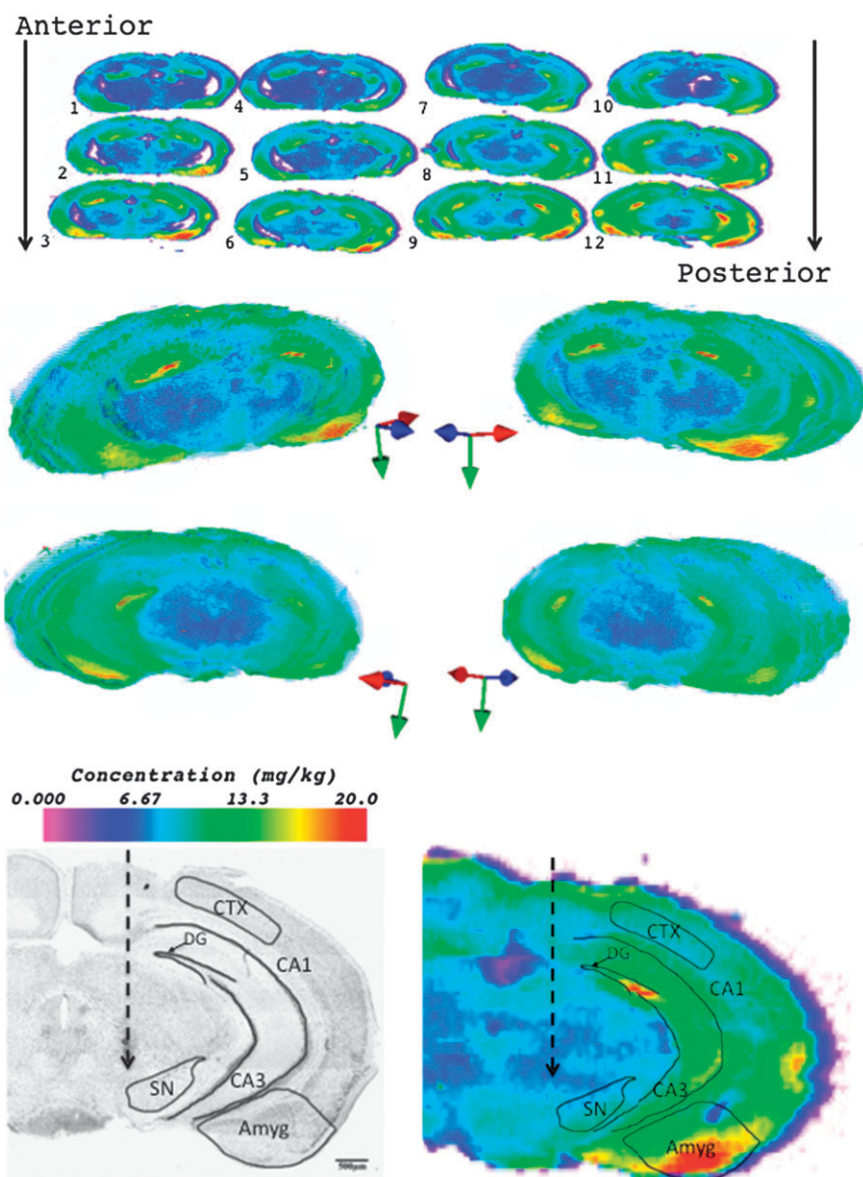 Anterior
1 4 7 10
2 5 8 11
3 6 9 12
Posterior
Concentration (mg/kg)
0.000 6.67 13.3 20.0
CTX
DG
CA1
CA3
SN
Amyg
500µm
CTX
DG
CA1
CA3
SN
Amyg